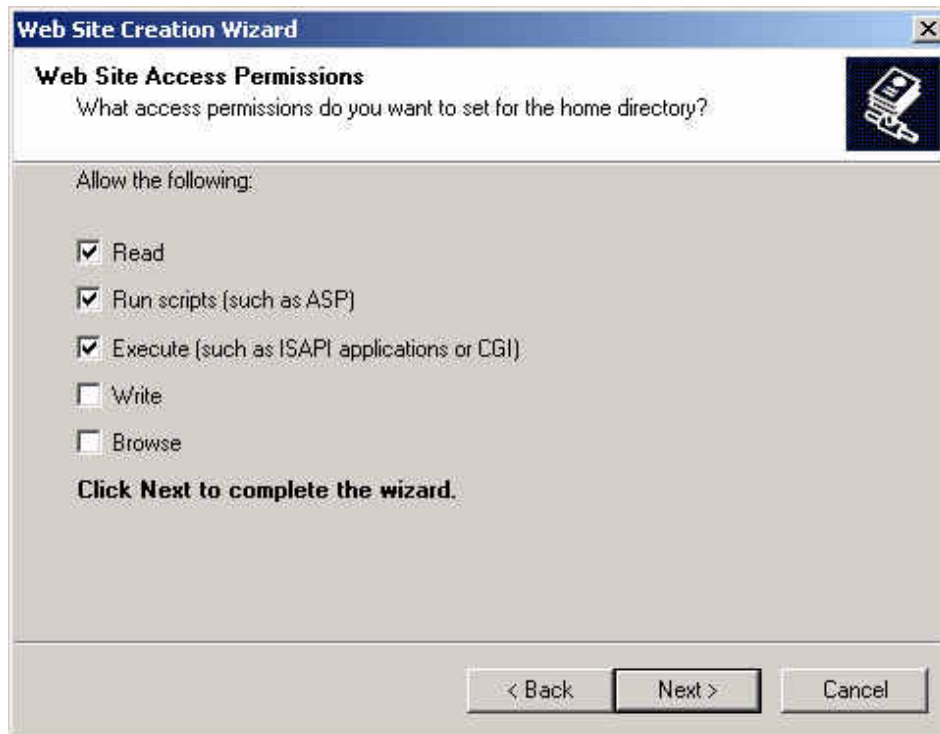 Web Site Creation Wizard
Web Site Access Permissions
What access permissions do you want to set for the home directory?
Allow the following:
Read
Run scripts (such as ASP)
Execute (such as ISAPI applications or CGI)
Write
Browse
Click Next to complete the wizard.
< Back Next > Cancel